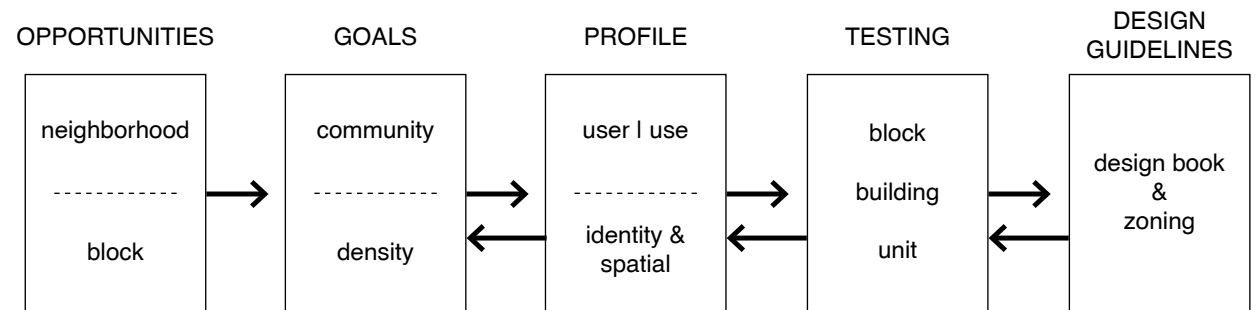 OPPORTUNITIES
neighborhood
block
GOALS
community
density
PROFILE
user | use
identity &
spatial
TESTING
block
building
unit
DESIGN
GUIDELINES
design book
&
zoning